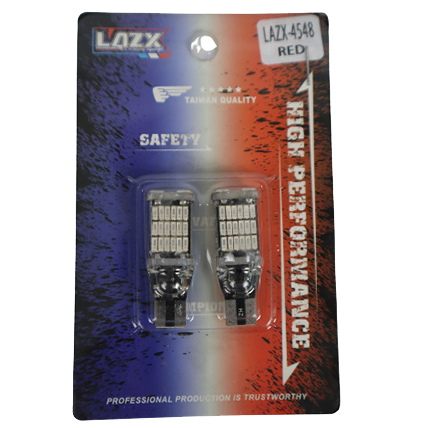 LAZX
LAZX-4548
RED
TAIWAN QUALITY
SAFETY
HIGH PERFORMANCE
PROFESSIONAL PRODUCTION IS TRUSTWORTHY